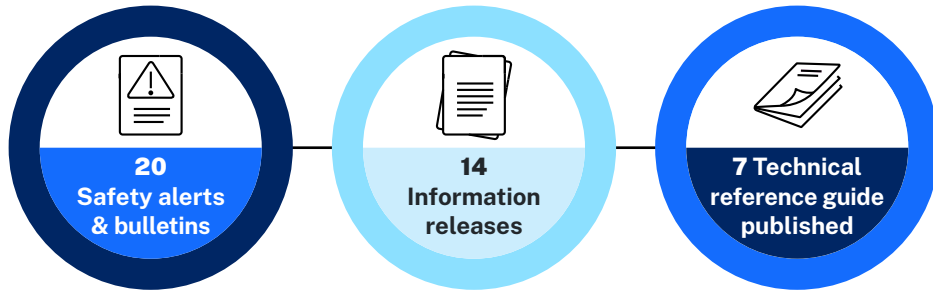 20
Safety alerts
& bulletins
14
Information
releases
7 Technical
reference guide
published